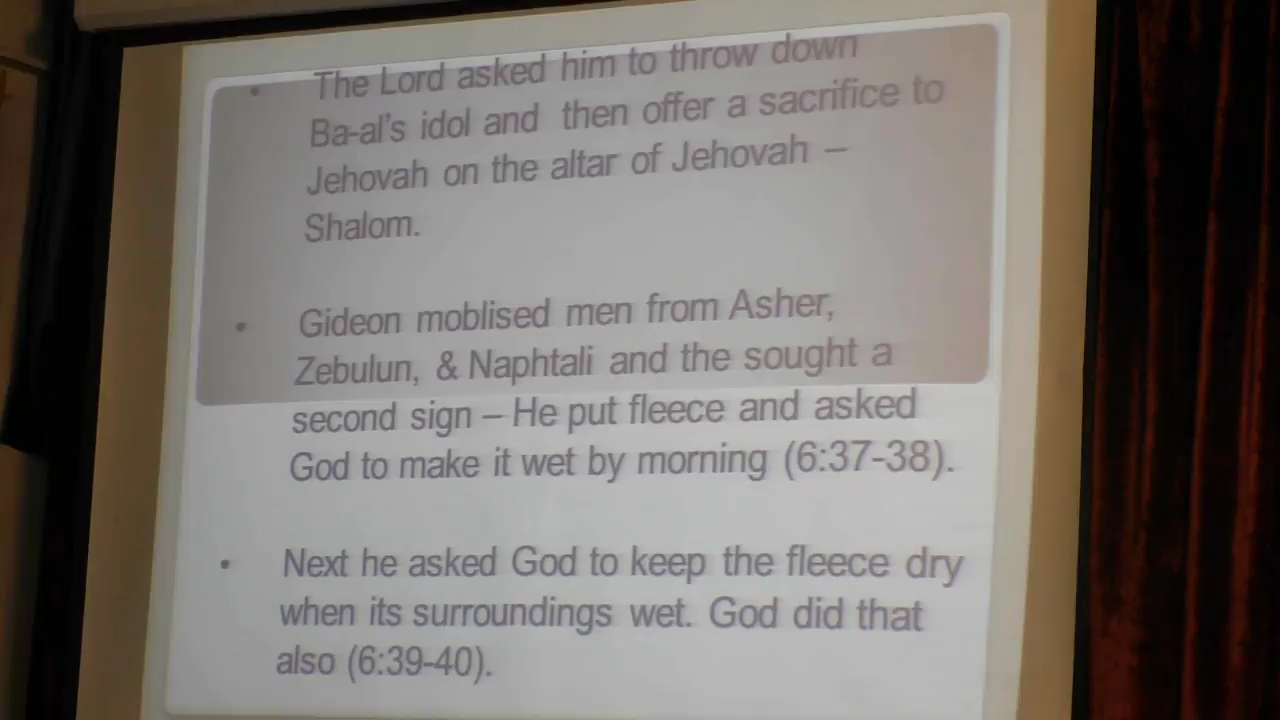 • The Lord asked him to throw down
Ba-al's idol and then offer a sacrifice to
Jehovah on the altar of Jehovah –
Shalom.
• Gideon moblised men from Asher,
Zebulun, & Naphtali and the sought a
second sign – He put fleece and asked
God to make it wet by morning (6:37-38).
• Next he asked God to keep the fleece dry
when its surroundings wet. God did that
also (6:39-40).